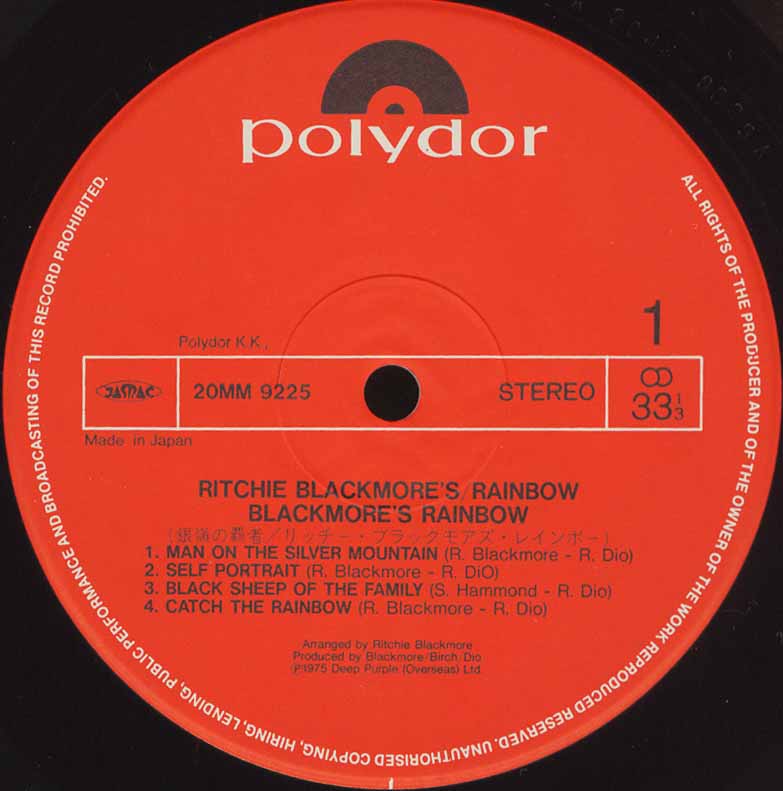 polydor
1
Polydor K.K.,
JASRAC
20MM 9225
STEREO
33 1/3
Made in Japan
RITCHIE BLACKMORE'S/RAINBOW
BLACKMORE'S RAINBOW
(銀嶺の覇者/リッチー・ブラックモアズ・レインボー)
1. MAN ON THE SILVER MOUNTAIN (R. Blackmore - R. Dio)
2. SELF PORTRAIT (R. Blackmore - R. DiO)
3. BLACK SHEEP OF THE FAMILY (S. Hammond - R. Dio)
4. CATCH THE RAINBOW (R. Blackmore - R. Dio)
Arranged by Ritchie Blackmore
Produced by Blackmore/Birch/Dio
℗1975 Deep Purple (Overseas) Ltd.
ALL RIGHTS OF THE PRODUCER AND OF THE OWNER OF THE WORK REPRODUCED RESERVED. UNAUTHORISED COPYING, HIRING, LENDING, PUBLIC PERFORMANCE AND BROADCASTING OF THIS RECORD PROHIBITED.